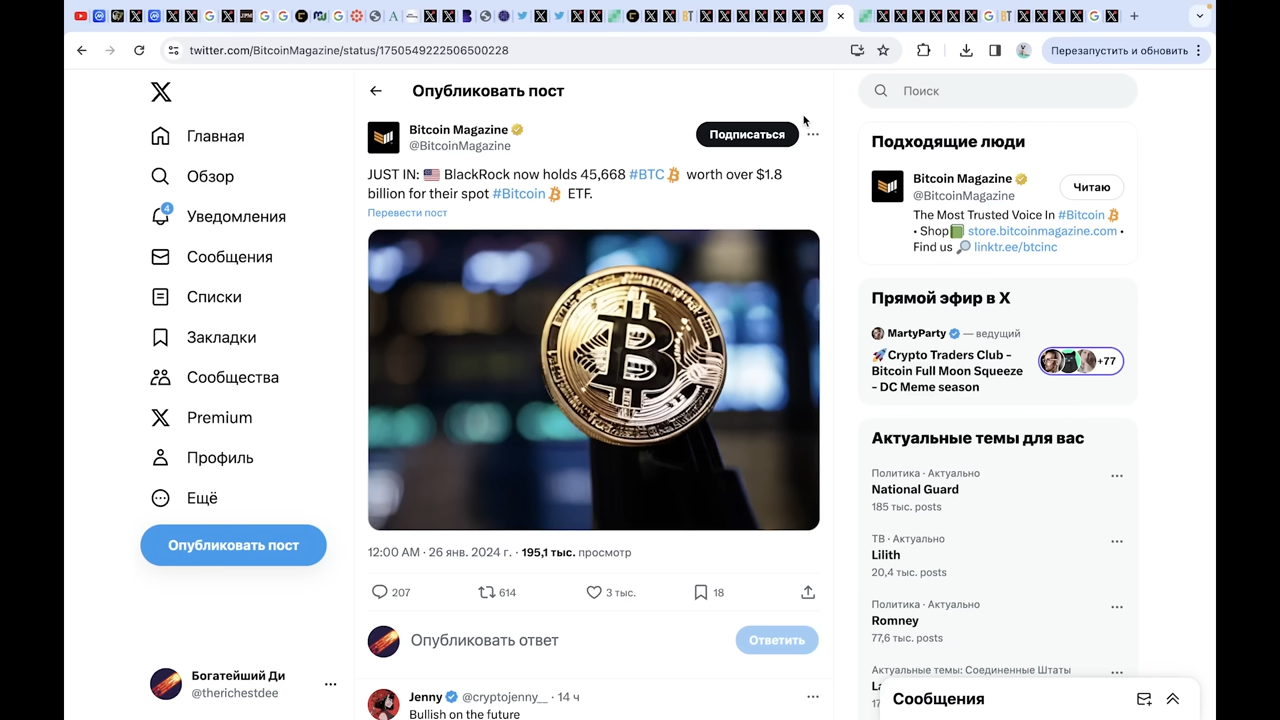 twitter.com/BitcoinMagazine/status/1750549222506500228
Перезапустить и обновить
Главная
Обзор
4
Уведомления
Сообщения
Списки
Закладки
Сообщества
Premium
Профиль
Ещё
Опубликовать пост
Богатейший Ди
@therichestdee
Опубликовать пост
Bitcoin Magazine
@BitcoinMagazine
Подписаться
JUST IN: 🇺🇸 BlackRock now holds 45,668 #BTC worth over $1.8
billion for their spot #Bitcoin ETF.
Перевести пост
12:00 AM · 26 янв. 2024 г. · 195,1 тыс. просмотр
207
614
3 тыс.
18
Опубликовать ответ
Ответить
Jenny @cryptojenny__ · 14 ч
Bullish on the future
Поиск
Подходящие люди
Bitcoin Magazine
@BitcoinMagazine
Читаю
The Most Trusted Voice In #Bitcoin
• Shop📗 store.bitcoinmagazine.com •
Find us 🔎 linktr.ee/btcinc
Прямой эфир в X
MartyParty — ведущий
🚀Crypto Traders Club -
Bitcoin Full Moon Squeeze
- DC Meme season
+77
Актуальные темы для вас
Политика · Актуально
National Guard
185 тыс. posts
ТВ · Актуально
Lilith
20,4 тыс. posts
Политика · Актуально
Romney
77,6 тыс. posts
Актуальные темы: Соединенные Штаты
Сообщения